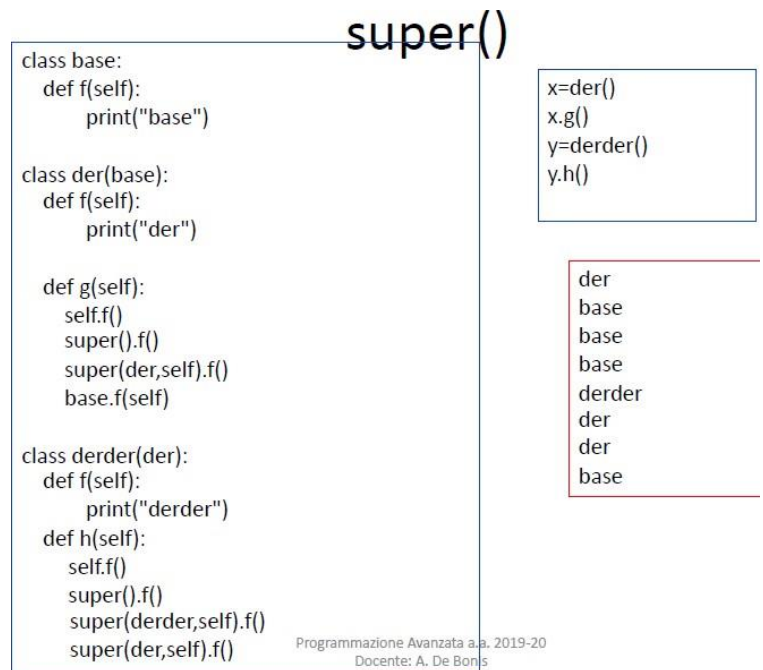 super()
class base:
def f(self):
print("base")
class der(base):
def f(self):
print("der")
def g(self):
self.f()
super().f()
super(der,self).f()
base.f(self)
class derder(der):
def f(self):
print("derder")
def h(self):
self.f()
super().f()
super(derder,self).f()
super(der,self).f()
x=der()
x.g()
y=derder()
y.h()
der
base
base
base
derder
der
der
base
Programmazione Avanzata a.a. 2019-20
Docente: A. De Bonis